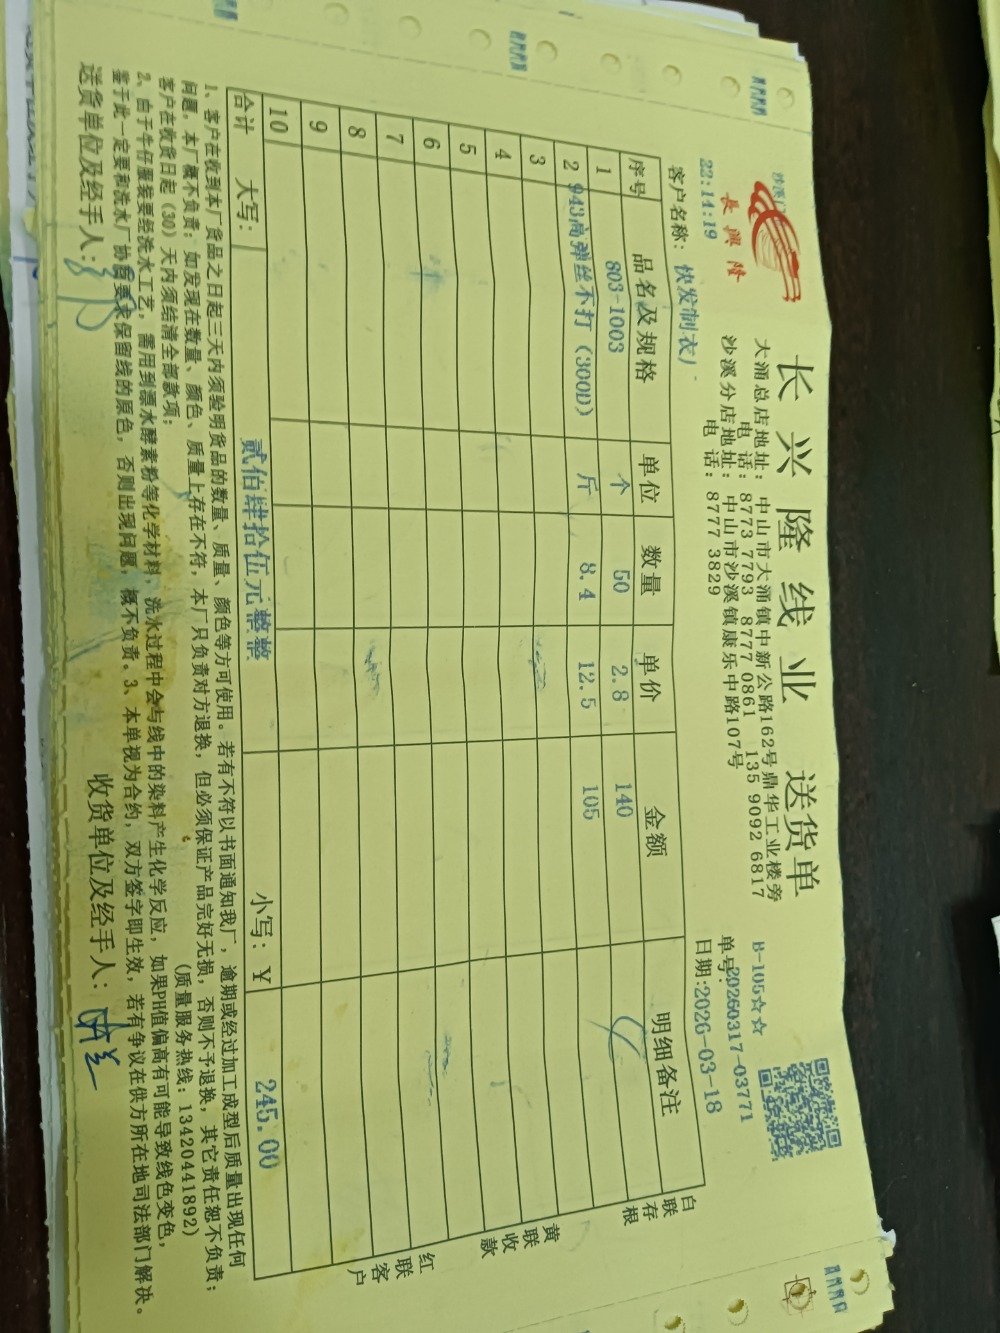 沙溪门
長興隆
长兴隆线业 送货单
大涌总店地址：中山市大涌镇中新公路162号鼎华工业楼旁
电话：8773 7793 8777 0861 135 9092 6817
沙溪分店地址：中山市沙溪镇康乐中路107号
电话：8777 3829
B-105☆☆
单号:20260317-03771
日期:2026-03-18
22:14:19
客户名称：快发制衣厂
序号 品名及规格 单位 数量 单价 金额 明细备注
1 803-1003 个 50 2.8 140
2 943高弹丝不打(300D) 斤 8.4 12.5 105
3
4
5
6
7
8
9
10
合计 大写：贰佰肆拾伍元整整 小写：￥ 245.00
白联存根
黄联收款
红联客户
1、客户在收到本厂货品之日起三天内须验明货品的数量、质量、颜色等方可使用。若有不符以书面通知我厂，逾期或经过加工成型后质量出现任何
问题，本厂概不负责；如发现在数量、颜色、质量上存在不符，本厂只负责对方退换，但必须保证产品完好无损，否则不予退换，其它责任恕不负责；
客户在收货日起（30）天内须结清全部款项； （质量服务热线：13420441892）
2、由于牛仔服装要经洗水工艺，需用到漂水酵素粉等化学材料，洗水过程中会与线中的染料产生化学反应，如果PH值偏高有可能导致线色变色，
鉴于此一定要和洗水厂协商要求保留线的原色，否则出现问题，概不负责。3、本单视为合约，双方签字即生效，若有争议在供方所在地司法部门解决。
送货单位及经手人： 收货单位及经手人：